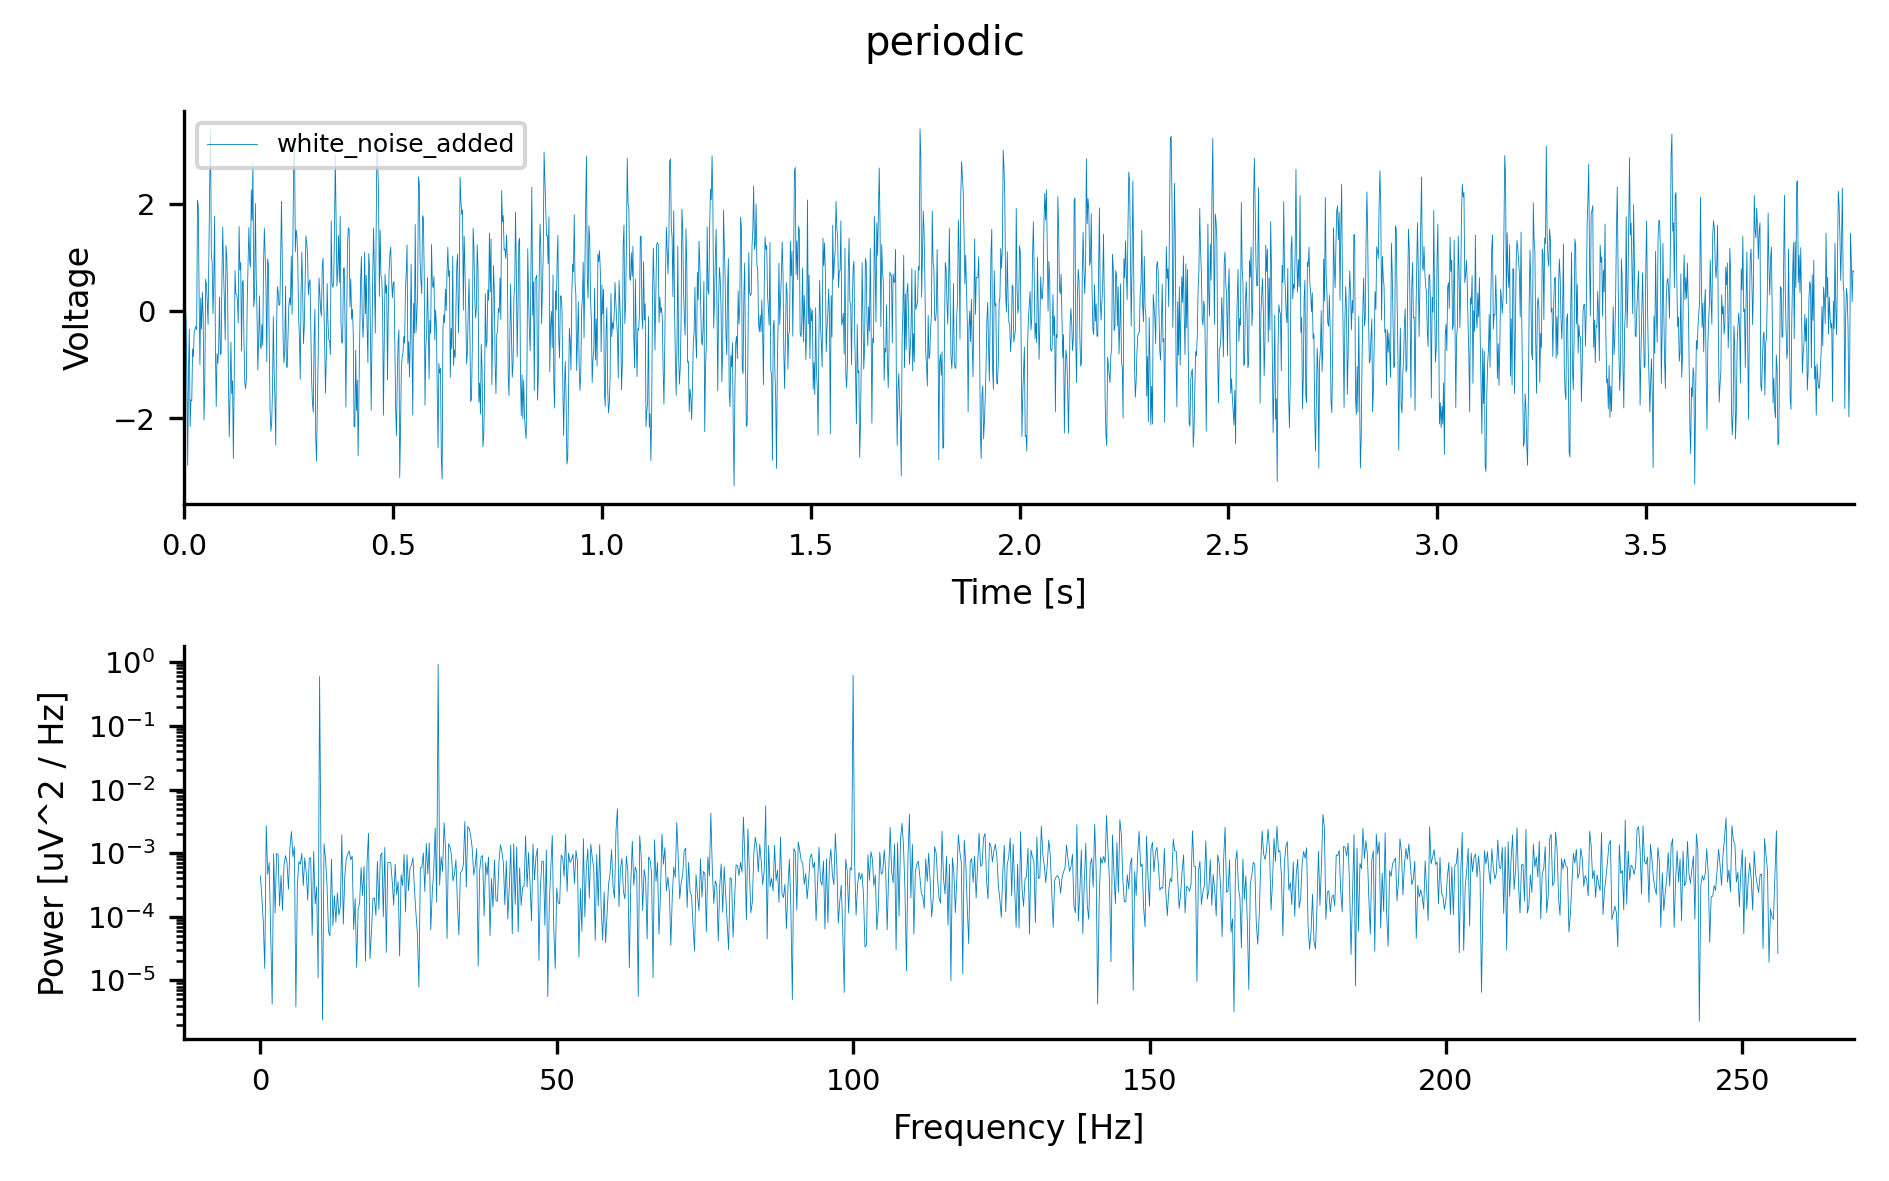 periodic
white_noise_added
Voltage
2
0
−2
0.0 0.5 1.0 1.5 2.0 2.5 3.0 3.5
Time [s]
Power [uV^2 / Hz]
10⁰
10⁻¹
10⁻²
10⁻³
10⁻⁴
10⁻⁵
0 50 100 150 200 250
Frequency [Hz]